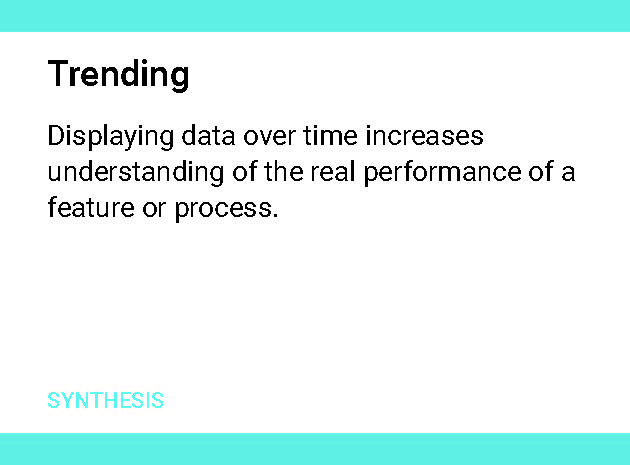 Trending
Displaying data over time increases
understanding of the real performance of a
feature or process.
SYNTHESIS